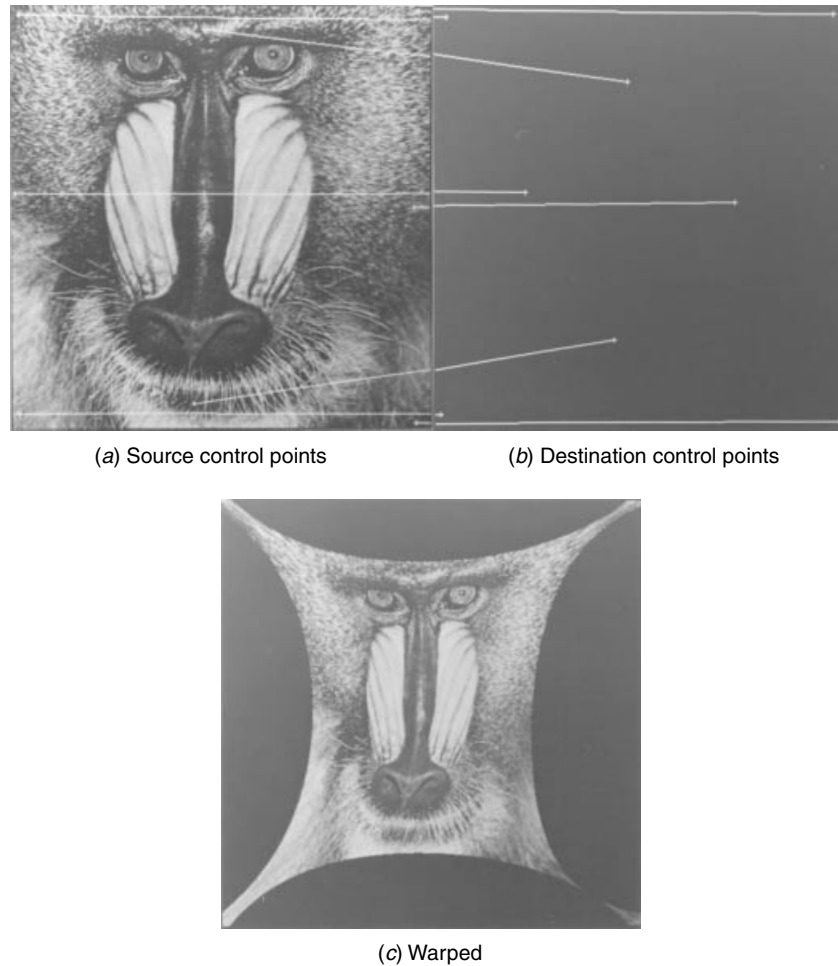 (a) Source control points
(b) Destination control points
(c) Warped